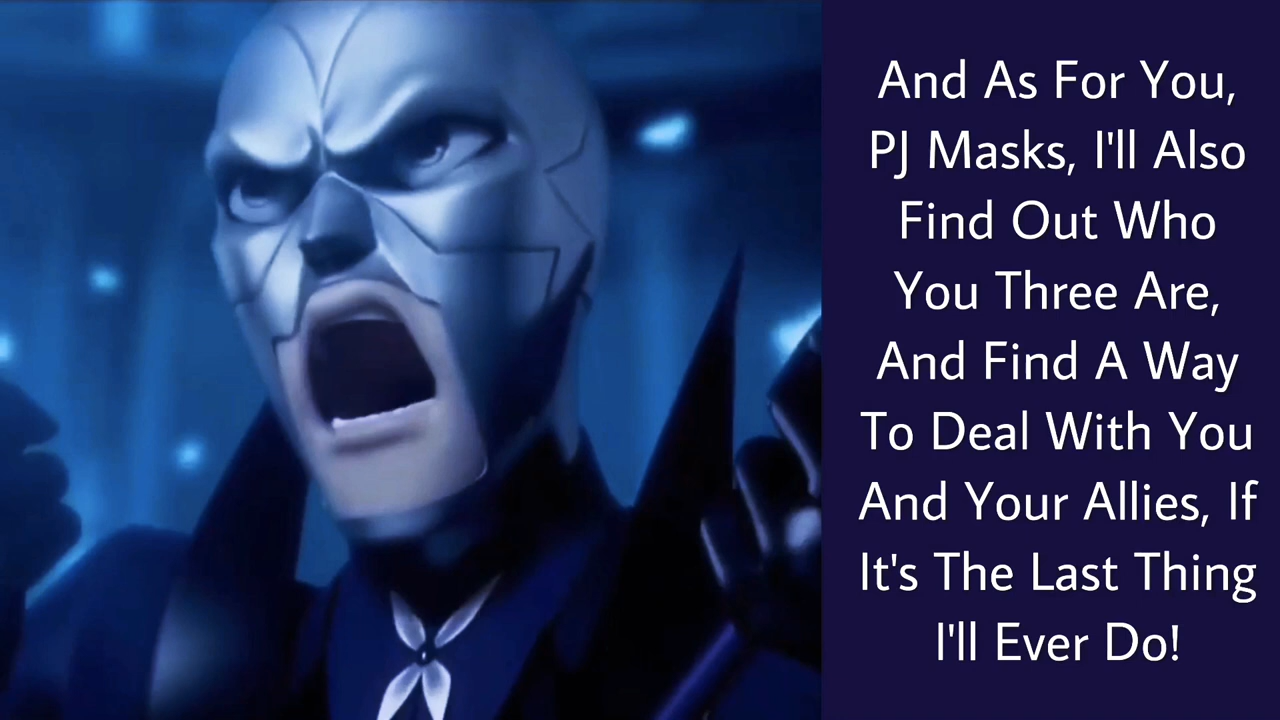 And As For You,
PJ Masks, I'll Also
Find Out Who
You Three Are,
And Find A Way
To Deal With You
And Your Allies, If
It's The Last Thing
I'll Ever Do!